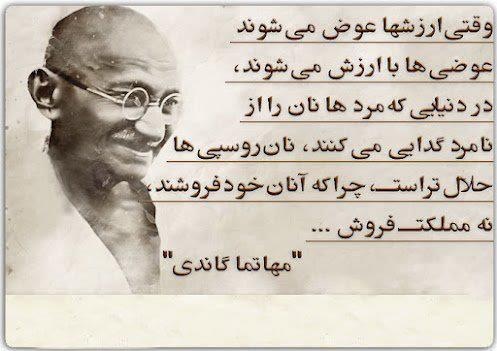 وقتی ارزشها عوض می شوند
عوضی ها با ارزش می شوند،
در دنیایی که مرد ها نان را از
نامرد گدایی می کنند، نان روسپی ها
حلال تر است، چرا که آنان خود فروشند،
نه مملکت فروش ...
"مهاتما گاندی"